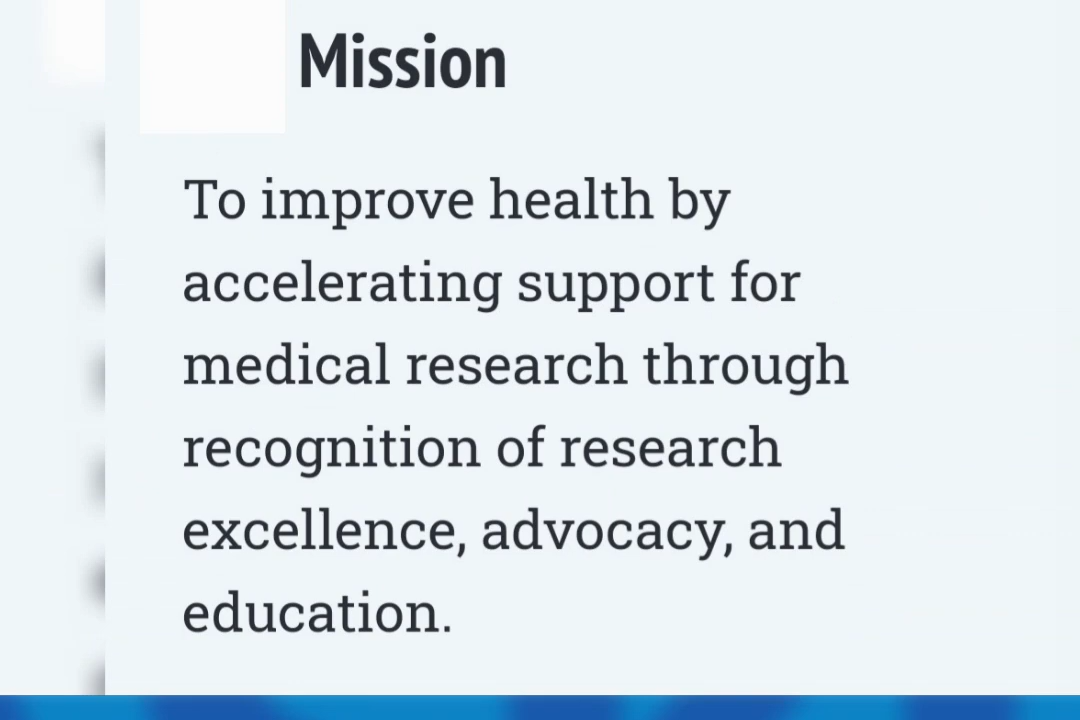 Mission
To improve health by
accelerating support for
medical research through
recognition of research
excellence, advocacy, and
education.